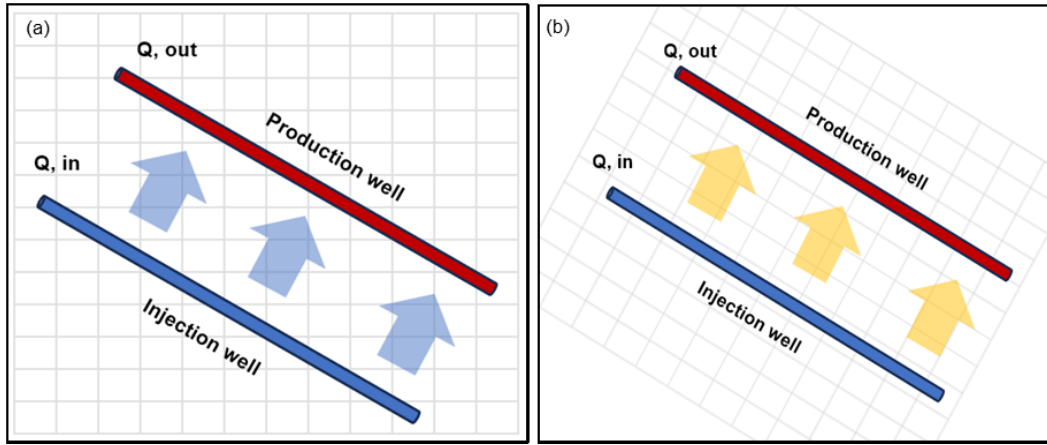 (a)
Q, out
Production well
Q, in
Injection well
(b)
Q, out
Production well
Q, in
Injection well